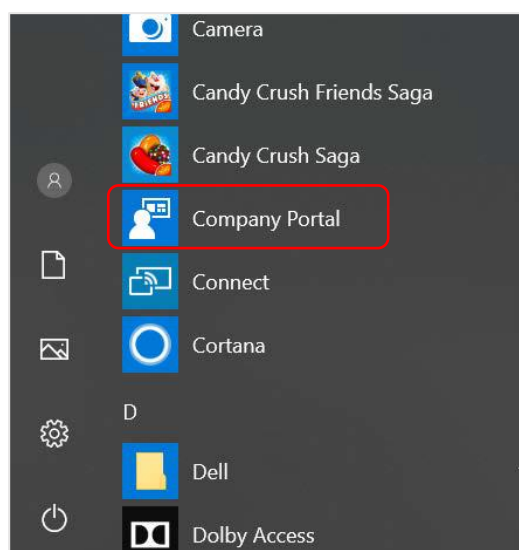 Camera
Candy Crush Friends Saga
Candy Crush Saga
Company Portal
Connect
Cortana
D
Dell
Dolby Access